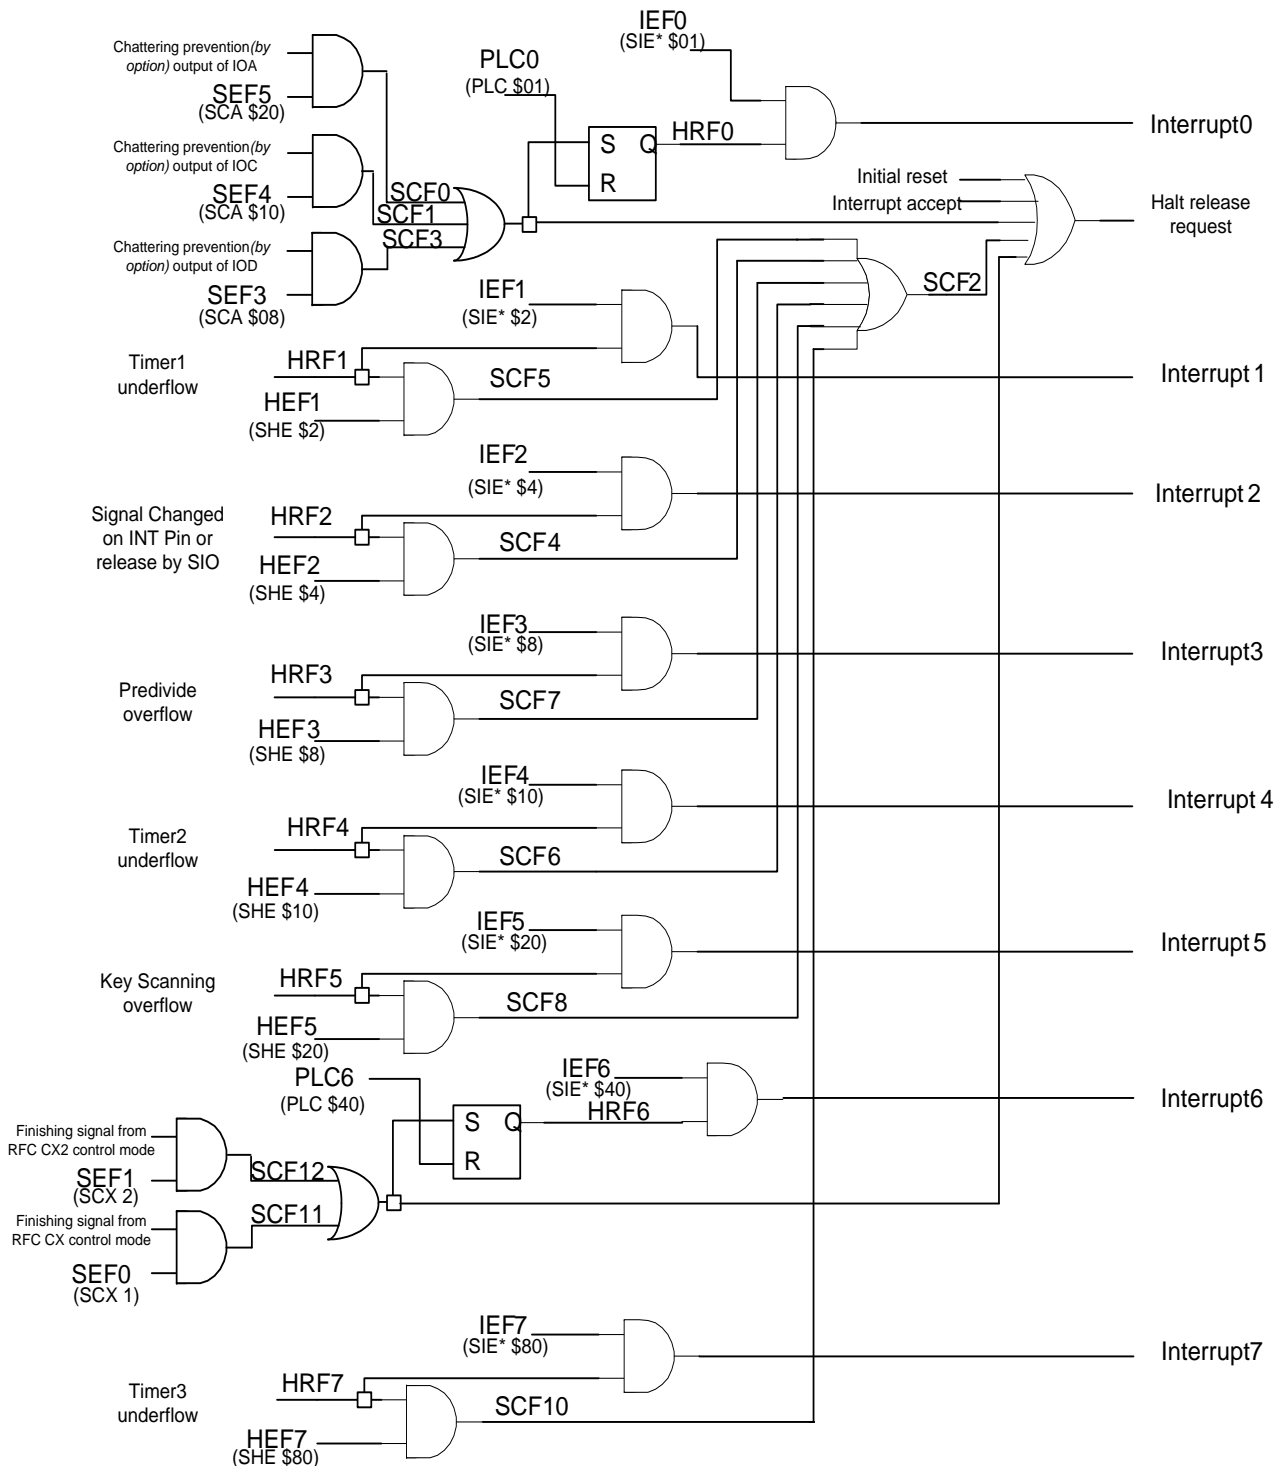 IEF0
(SIE* $01)
Chattering prevention(by
option) output of IOA
PLC0
(PLC $01)
SEF5
(SCA $20)
Interrupt0
S Q
R
HRF0
Chattering prevention(by
option) output of IOC
SEF4
(SCA $10)
SCF0
SCF1
SCF3
Initial reset
Interrupt accept
Halt release
request
Chattering prevention(by
option) output of IOD
SEF3
(SCA $08)
IEF1
(SIE* $2)
SCF2
Timer1
underflow
HRF1
SCF5
Interrupt 1
HEF1
(SHE $2)
IEF2
(SIE* $4)
Interrupt 2
Signal Changed
on INT Pin or
release by SIO
HRF2
SCF4
HEF2
(SHE $4)
IEF3
(SIE* $8)
Interrupt3
Predivide
overflow
HRF3
SCF7
HEF3
(SHE $8)
IEF4
(SIE* $10)
Interrupt 4
Timer2
underflow
HRF4
SCF6
HEF4
(SHE $10)
IEF5
(SIE* $20)
Interrupt 5
Key Scanning
overflow
HRF5
SCF8
HEF5
(SHE $20)
PLC6
(PLC $40)
IEF6
(SIE* $40)
HRF6
Interrupt6
S Q
R
Finishing signal from
RFC CX2 control mode
SEF1
(SCX 2)
SCF12
SCF11
Finishing signal from
RFC CX control mode
SEF0
(SCX 1)
IEF7
(SIE* $80)
Interrupt7
Timer3
underflow
HRF7
SCF10
HEF7
(SHE $80)